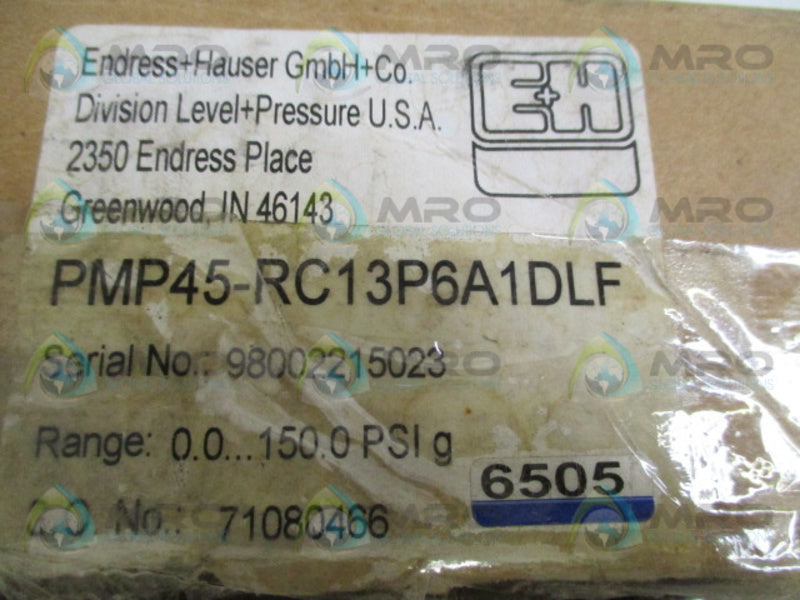 Endress+Hauser GmbH+Co.
Division Level+Pressure U.S.A.
2350 Endress Place
Greenwood, IN 46143
E+H
PMP45-RC13P6A1DLF
Serial No.: 98002215023
Range: 0.0...150.0 PSI g
6505
No.: 71080466
MRO